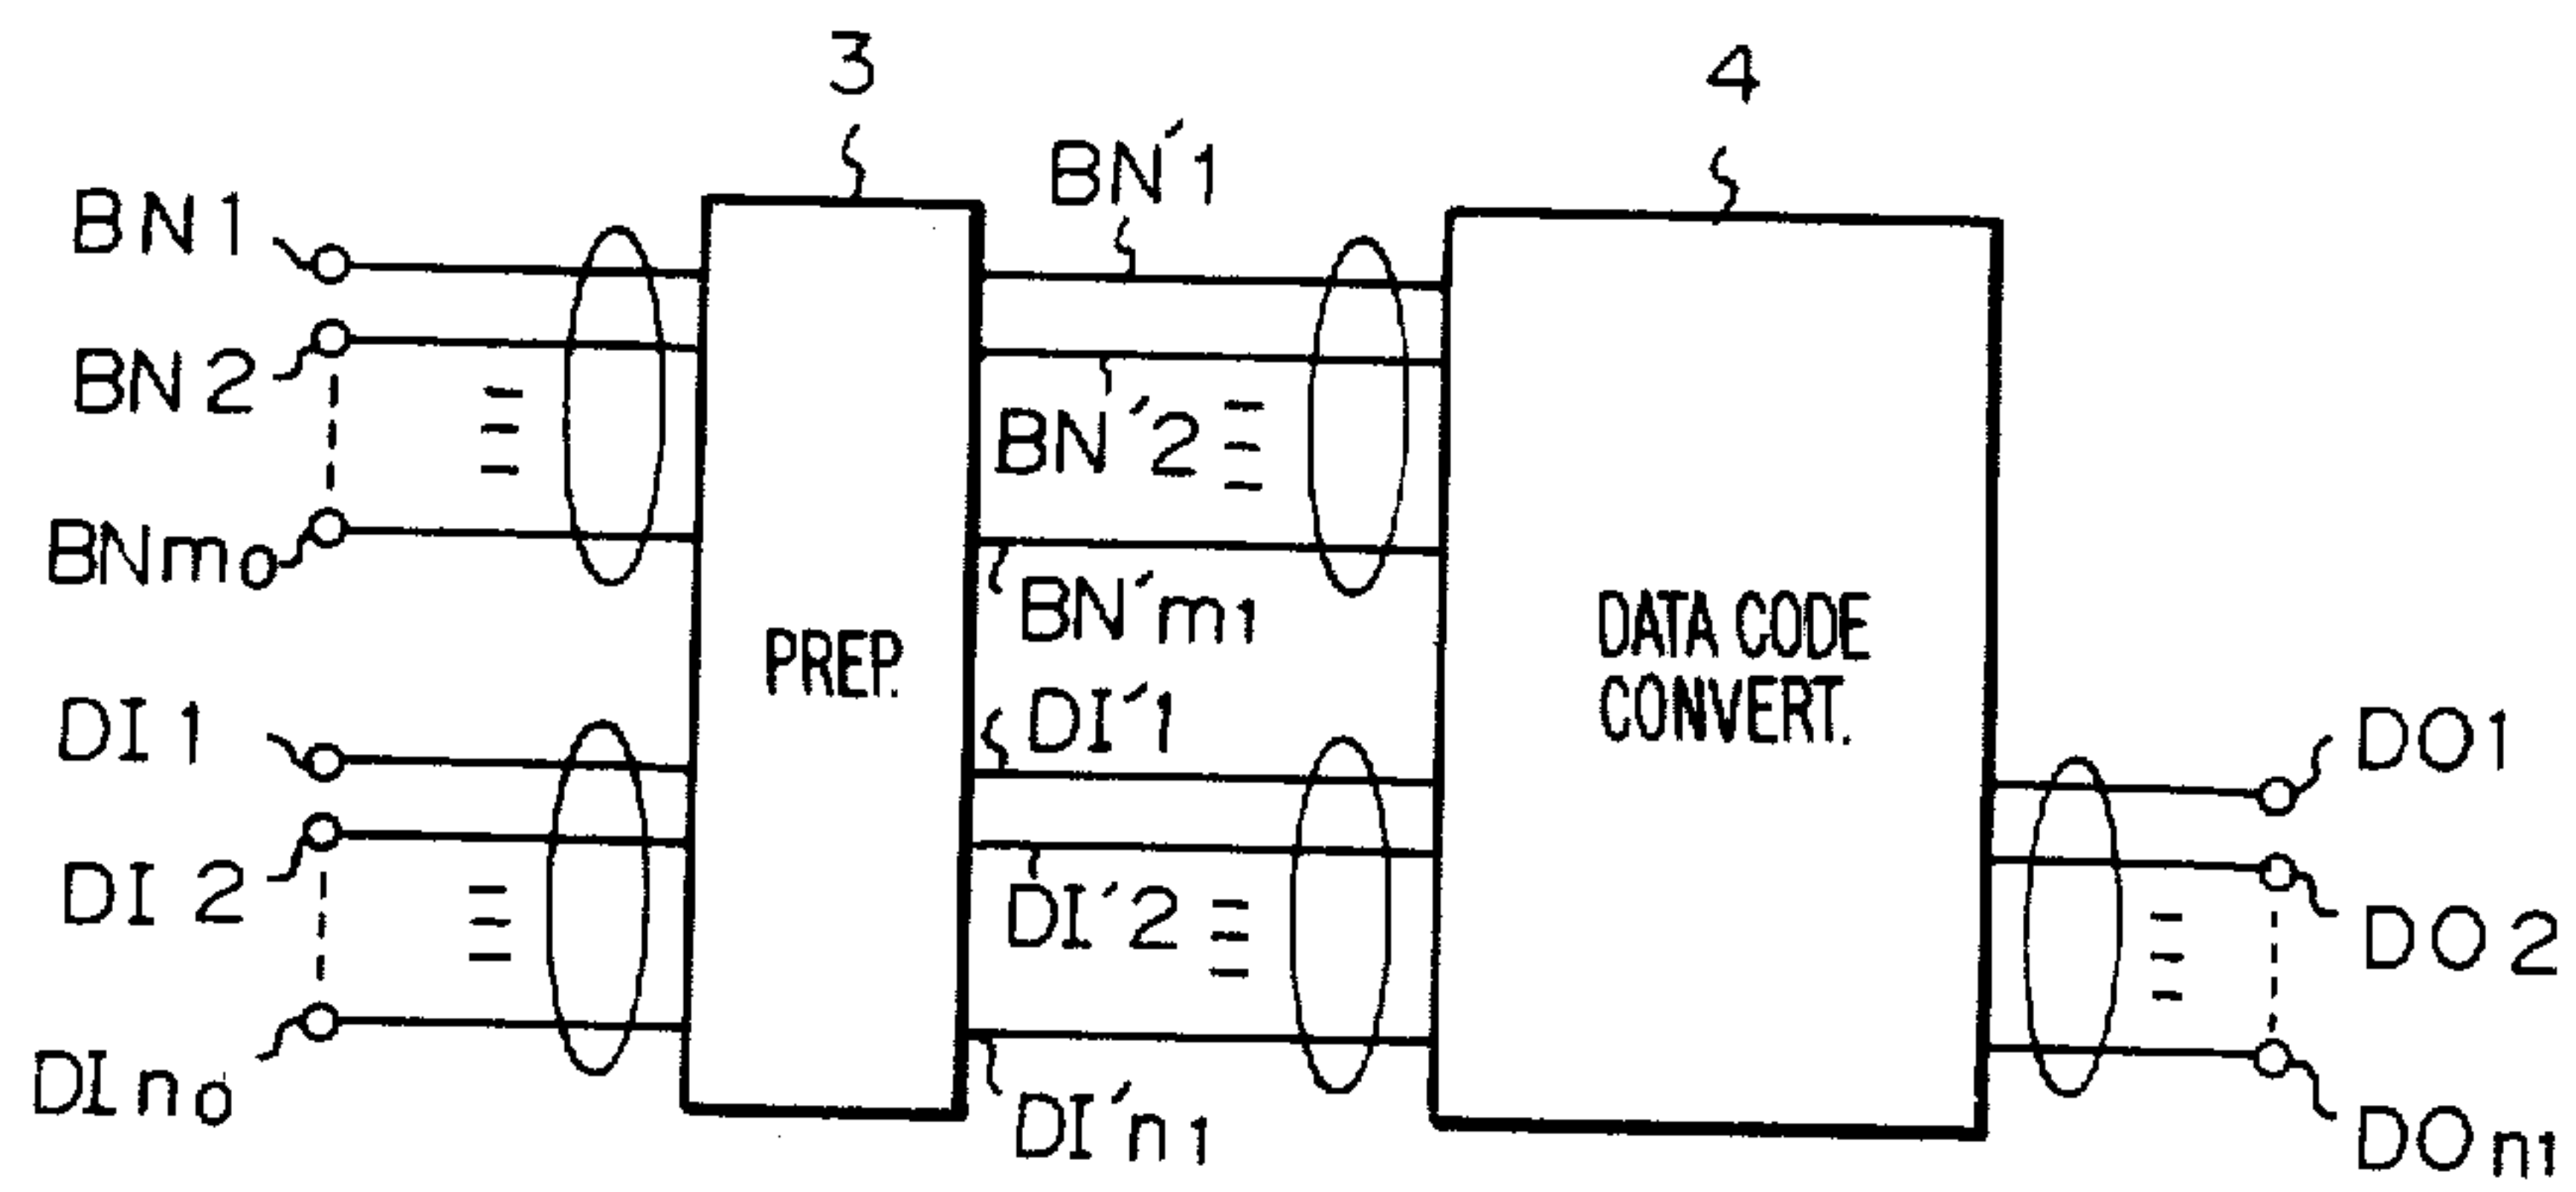 3
4
BN1
BN2
BNm₀
DI1
DI2
DIn₀
PREP.
BN'1
BN'2
BN'm₁
DI'1
DI'2
DI'n₁
DATA CODE
CONVERT.
DO1
DO2
DOn₁